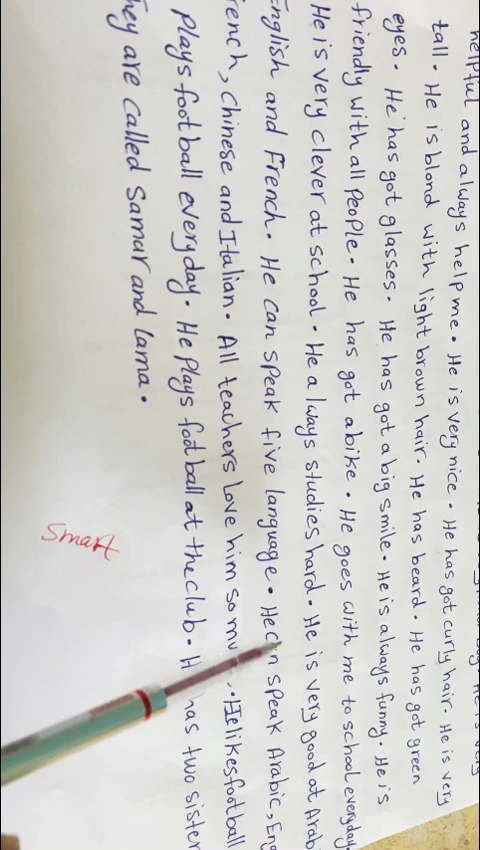 helpful and always help me. He is very nice. He has got curly hair. He is very
tall. He is blond with light brown hair. He has beard. He has got green
eyes. He has got glasses. He has got a big smile. He is always funny. He is
friendly with all people. He has got a bike. He goes with me to school everyday.
He is very clever at school. He always studies hard. He is very good at Arab
English and French. He can speak five language. He can speak Arabic, Eng
rench, Chinese and Italian. All teachers love him so mu. He likes football
Plays football everyday. He plays football at the club. H has two sister
hey are called Samar and Lama.
Smart